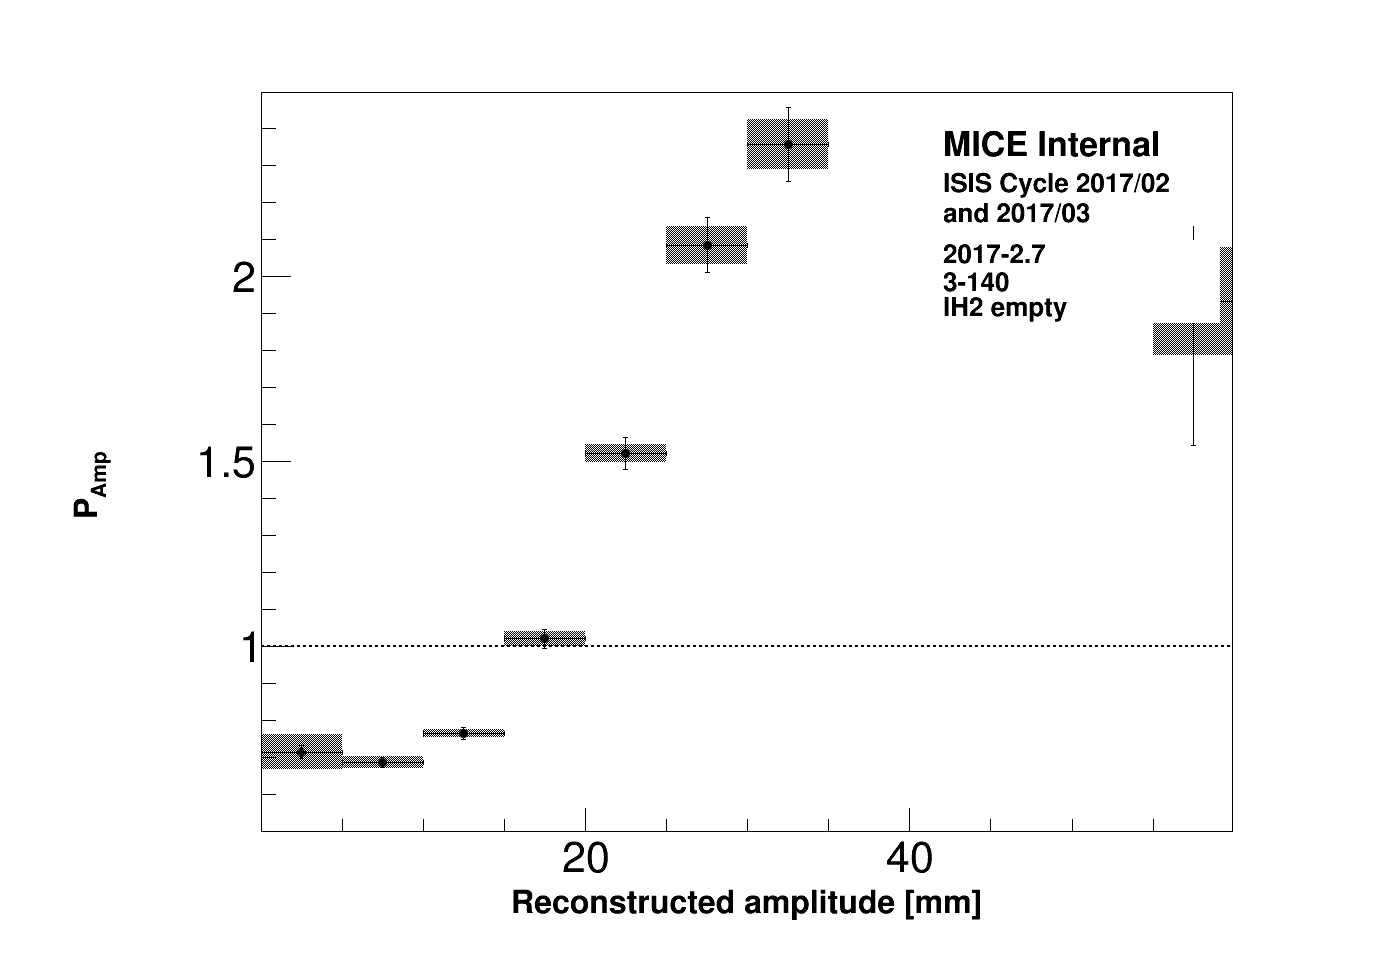 MICE Internal
ISIS Cycle 2017/02
and 2017/03
2017-2.7
3-140
lH2 empty
2
1.5
1
P_Amp
20
40
Reconstructed amplitude [mm]